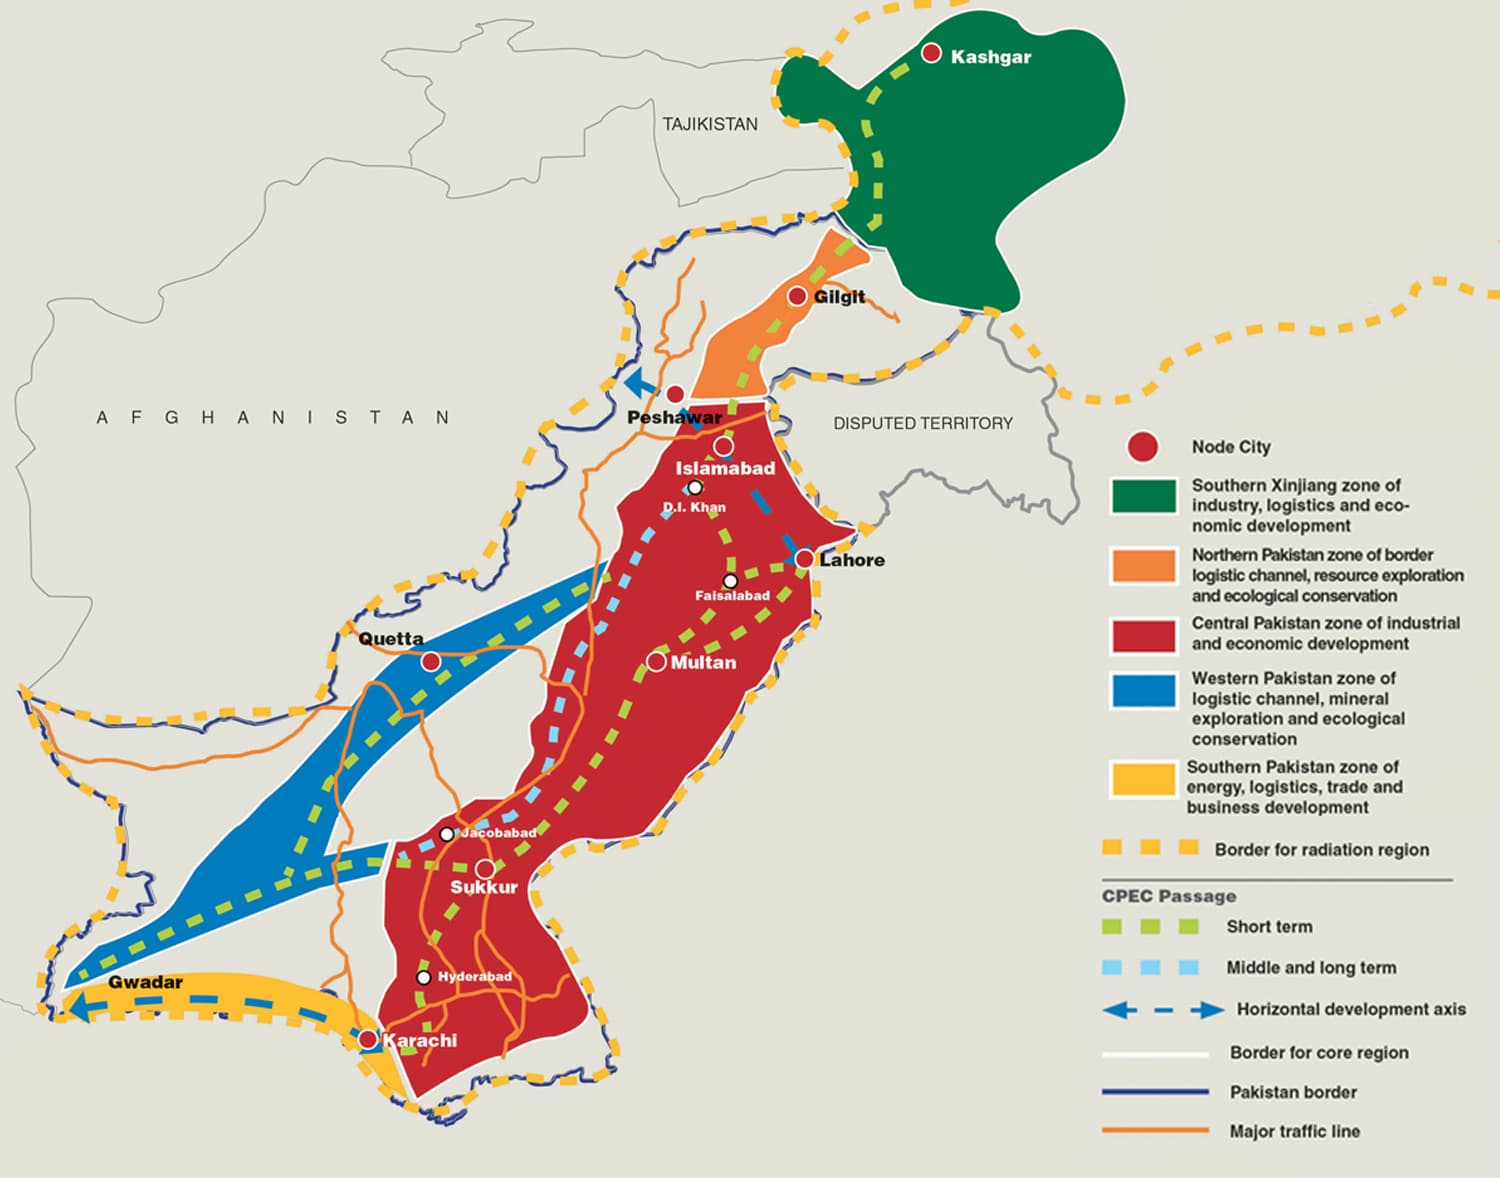 Kashgar
TAJIKISTAN
Gilgit
Peshawar
AFGHANISTAN
DISPUTED TERRITORY
Islamabad
D.I. Khan
Lahore
Faisalabad
Quetta
Multan
Jacobabad
Sukkur
Hyderabad
Gwadar
Karachi
Node City
Southern Xinjiang zone of
industry, logistics and eco-
nomic development
Northern Pakistan zone of border
logistic channel, resource exploration
and ecological conservation
Central Pakistan zone of industrial
and economic development
Western Pakistan zone of
logistic channel, mineral
exploration and ecological
conservation
Southern Pakistan zone of
energy, logistics, trade and
business development
Border for radiation region
CPEC Passage
Short term
Middle and long term
Horizontal development axis
Border for core region
Pakistan border
Major traffic line